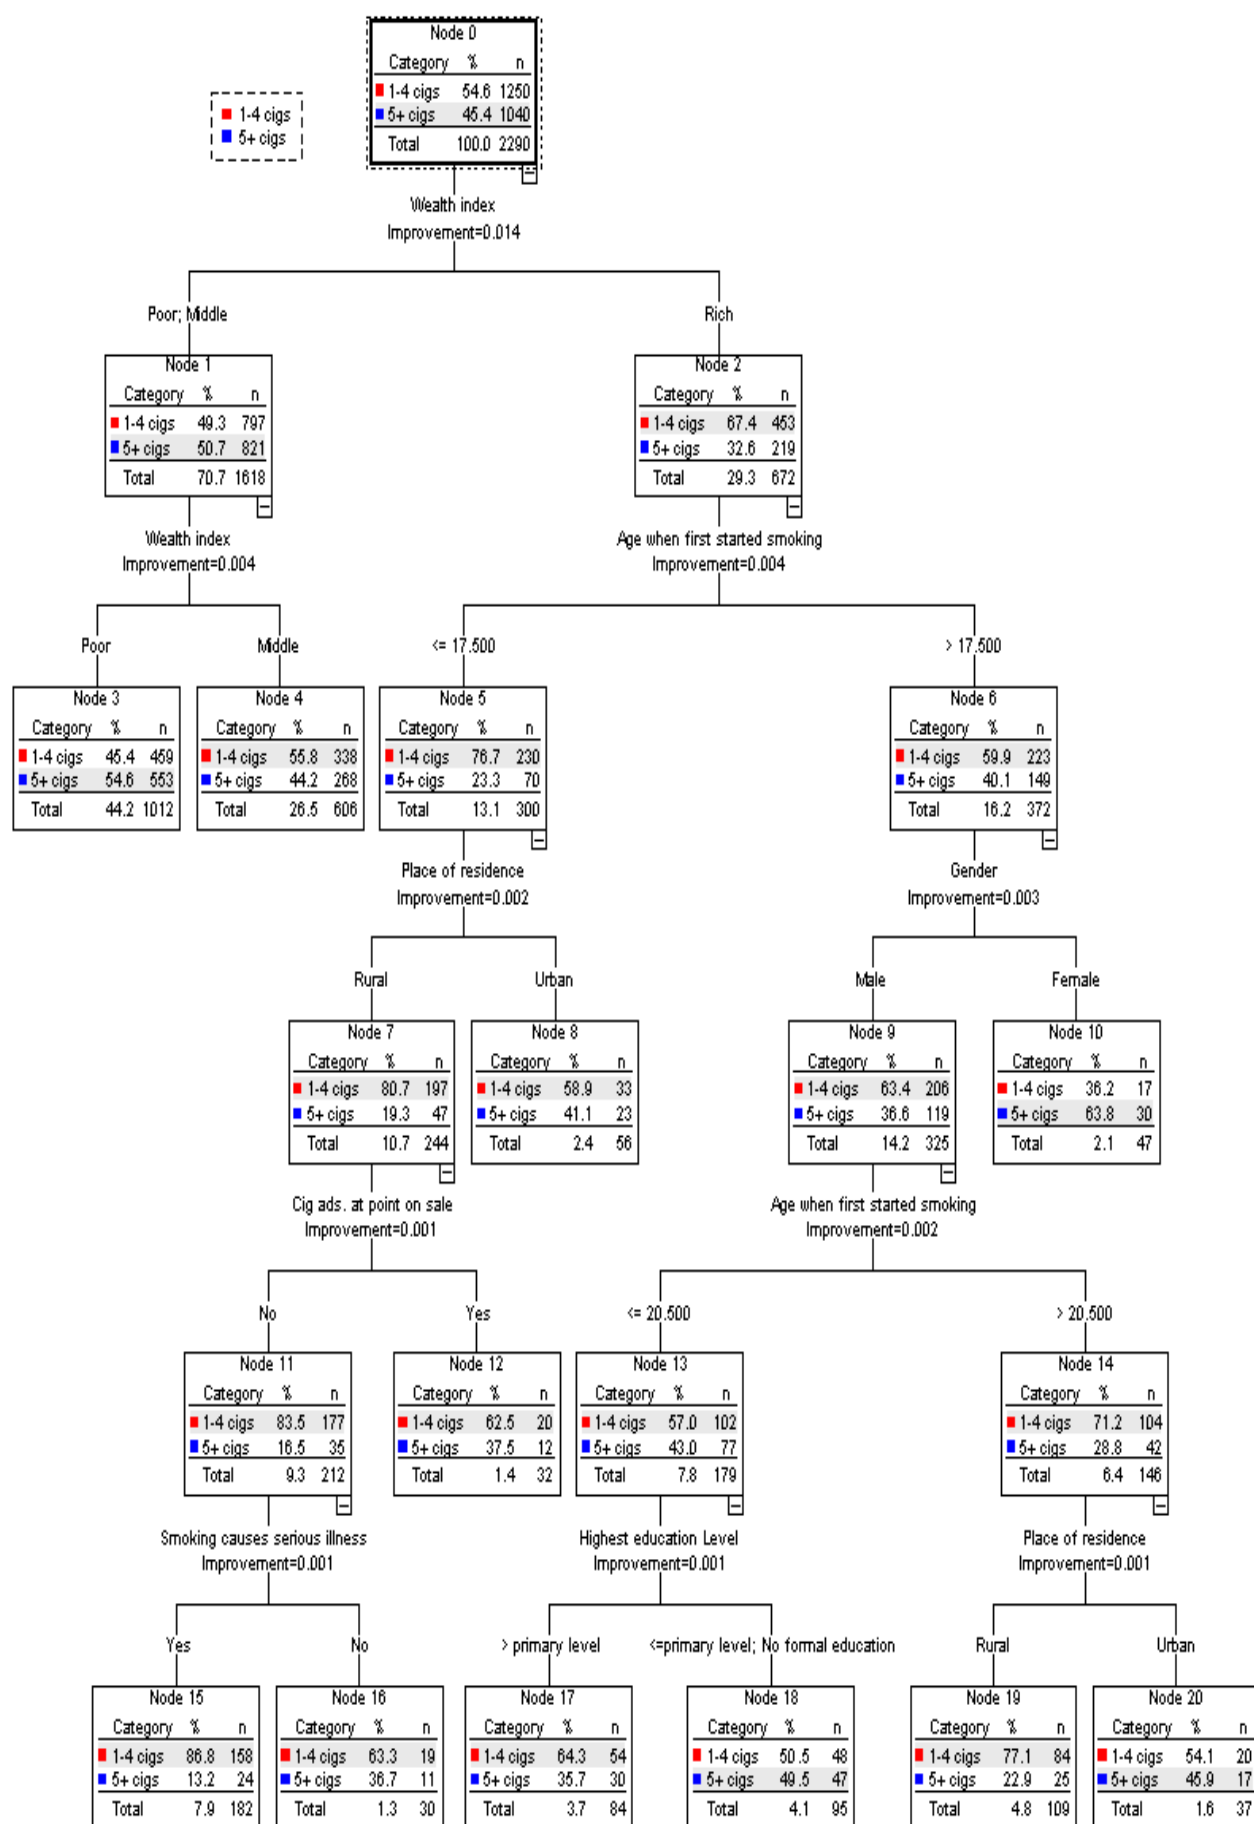 Node 0
Category % n
1-4 cigs 54.6 1250
5+ cigs 45.4 1040
Total 100.0 2290
1-4 cigs
5+ cigs
Wealth index
Improvement=0.014
Poor; Middle
Rich
Node 1
Category % n
1-4 cigs 49.3 797
5+ cigs 50.7 821
Total 70.7 1618
Node 2
Category % n
1-4 cigs 67.4 453
5+ cigs 32.6 219
Total 29.3 672
Wealth index
Improvement=0.004
Age when first started smoking
Improvement=0.004
Poor
Middle
<= 17.500
> 17.500
Node 3
Category % n
1-4 cigs 45.4 459
5+ cigs 54.6 553
Total 44.2 1012
Node 4
Category % n
1-4 cigs 55.8 338
5+ cigs 44.2 268
Total 26.5 606
Node 5
Category % n
1-4 cigs 76.7 230
5+ cigs 23.3 70
Total 13.1 300
Node 6
Category % n
1-4 cigs 59.9 223
5+ cigs 40.1 149
Total 16.2 372
Place of residence
Improvement=0.002
Gender
Improvement=0.003
Rural
Urban
Male
Female
Node 7
Category % n
1-4 cigs 80.7 197
5+ cigs 19.3 47
Total 10.7 244
Node 8
Category % n
1-4 cigs 58.9 33
5+ cigs 41.1 23
Total 2.4 56
Node 9
Category % n
1-4 cigs 63.4 206
5+ cigs 36.6 119
Total 14.2 325
Node 10
Category % n
1-4 cigs 36.2 17
5+ cigs 63.8 30
Total 2.1 47
Cig ads. at point on sale
Improvement=0.001
Age when first started smoking
Improvement=0.002
No
Yes
<= 20.500
> 20.500
Node 11
Category % n
1-4 cigs 83.5 177
5+ cigs 16.5 35
Total 9.3 212
Node 12
Category % n
1-4 cigs 62.5 20
5+ cigs 37.5 12
Total 1.4 32
Node 13
Category % n
1-4 cigs 57.0 102
5+ cigs 43.0 77
Total 7.8 179
Node 14
Category % n
1-4 cigs 71.2 104
5+ cigs 28.8 42
Total 6.4 146
Smoking causes serious illness
Improvement=0.001
Highest education Level
Improvement=0.001
Place of residence
Improvement=0.001
Yes
No
> primary level
<=primary level; No formal education
Rural
Urban
Node 15
Category % n
1-4 cigs 86.8 158
5+ cigs 13.2 24
Total 7.9 182
Node 16
Category % n
1-4 cigs 63.3 19
5+ cigs 36.7 11
Total 1.3 30
Node 17
Category % n
1-4 cigs 64.3 54
5+ cigs 35.7 30
Total 3.7 84
Node 18
Category % n
1-4 cigs 50.5 48
5+ cigs 49.5 47
Total 4.1 95
Node 19
Category % n
1-4 cigs 77.1 84
5+ cigs 22.9 25
Total 4.8 109
Node 20
Category % n
1-4 cigs 54.1 20
5+ cigs 45.9 17
Total 1.6 37